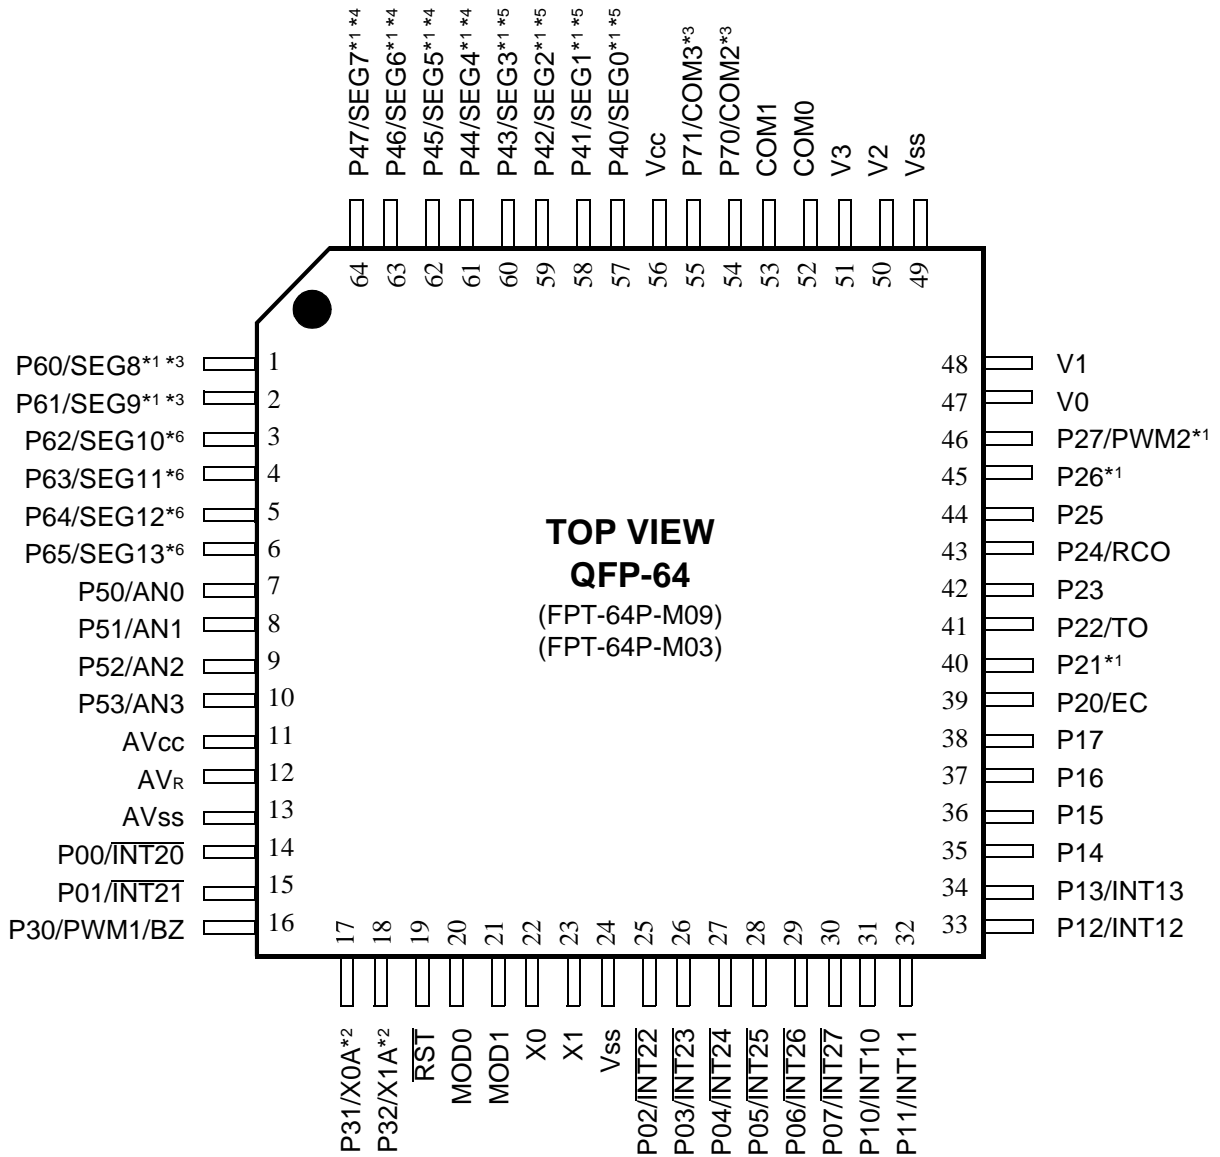 P47/SEG7*1 *4
P46/SEG6*1 *4
P45/SEG5*1 *4
P44/SEG4*1 *4
P43/SEG3*1 *5
P42/SEG2*1 *5
P41/SEG1*1 *5
P40/SEG0*1 *5
Vcc
P71/COM3*3
P70/COM2*3
COM1
COM0
V3
V2
Vss
64
63
62
61
60
59
58
57
56
55
54
53
52
51
50
49
P60/SEG8*1 *3 1
P61/SEG9*1 *3 2
P62/SEG10*6 3
P63/SEG11*6 4
P64/SEG12*6 5
P65/SEG13*6 6
P50/AN0 7
P51/AN1 8
P52/AN2 9
P53/AN3 10
AVcc 11
AVR 12
AVss 13
P00/INT20 14
P01/INT21 15
P30/PWM1/BZ 16
TOP VIEW
QFP-64
(FPT-64P-M09)
(FPT-64P-M03)
48 V1
47 V0
46 P27/PWM2*1
45 P26*1
44 P25
43 P24/RCO
42 P23
41 P22/TO
40 P21*1
39 P20/EC
38 P17
37 P16
36 P15
35 P14
34 P13/INT13
33 P12/INT12
17
18
19
20
21
22
23
24
25
26
27
28
29
30
31
32
P31/X0A*2
P32/X1A*2
RST
MOD0
MOD1
X0
X1
Vss
P02/INT22
P03/INT23
P04/INT24
P05/INT25
P06/INT26
P07/INT27
P10/INT10
P11/INT11